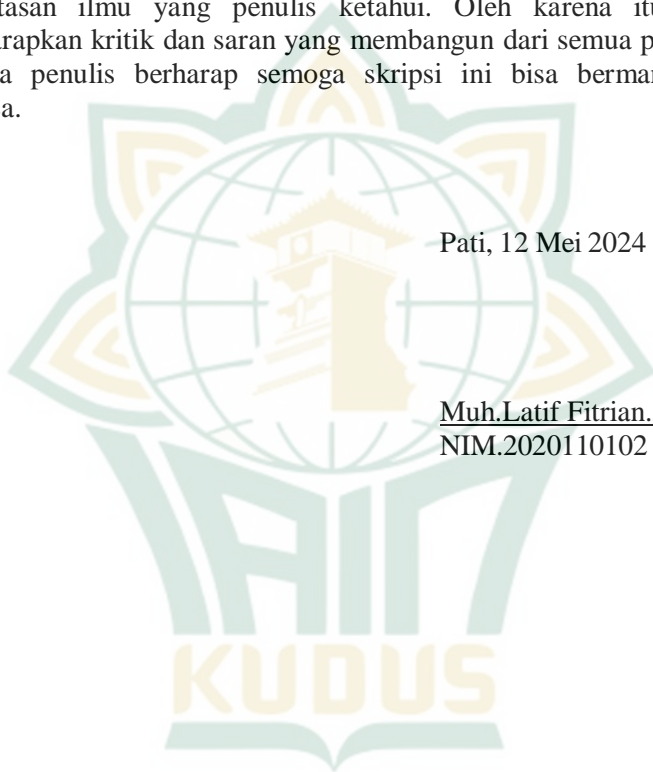 tasan ilmu yang penulis ketahui. Oleh karena itu
arapkan kritik dan saran yang membangun dari semua p
a penulis berharap semoga skripsi ini bisa berman
a.
Pati, 12 Mei 2024
Muh.Latif Fitrian.
NIM.2020110102
IAIN
KUDUS